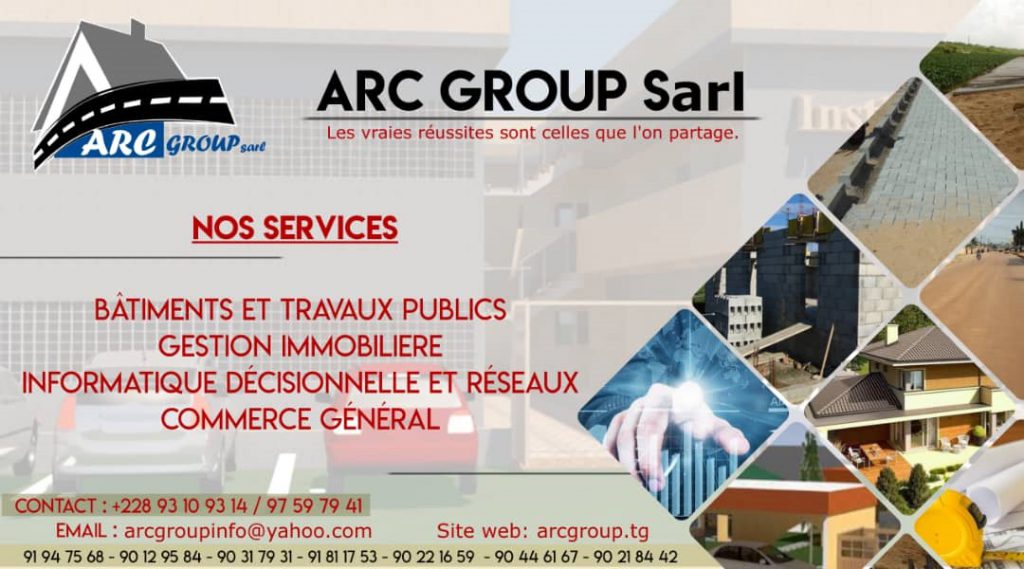 ARC GROUP sarl
ARC GROUP Sarl
Les vraies réussites sont celles que l'on partage.
Inst
NOS SERVICES
BÂTIMENTS ET TRAVAUX PUBLICS
GESTION IMMOBILIERE
INFORMATIQUE DÉCISIONNELLE ET RÉSEAUX
COMMERCE GÉNÉRAL
CONTACT : +228 93 10 93 14 / 97 59 79 41
EMAIL : arcgroupinfo@yahoo.com
Site web: arcgroup.tg
91 94 75 68 - 90 12 95 84 - 90 31 79 31 - 91 81 17 53 - 90 22 16 59 - 90 44 61 67 - 90 21 84 42